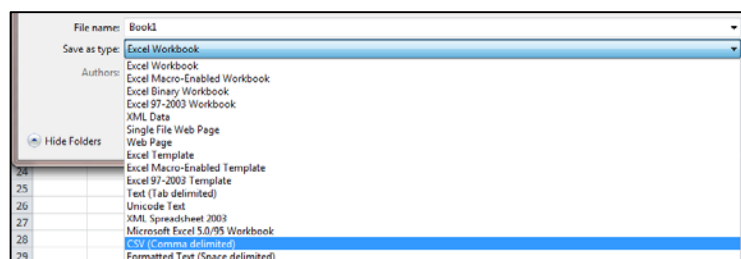 File name: Book1
Save as type: Excel Workbook
Authors:
Excel Workbook
Excel Macro-Enabled Workbook
Excel Binary Workbook
Excel 97-2003 Workbook
XML Data
Single File Web Page
Web Page
Excel Template
Excel Macro-Enabled Template
Excel 97-2003 Template
Text (Tab delimited)
Unicode Text
XML Spreadsheet 2003
Microsoft Excel 5.0/95 Workbook
CSV (Comma delimited)
Formatted Text (Space delimited)
Hide Folders
24
25
26
27
28
29